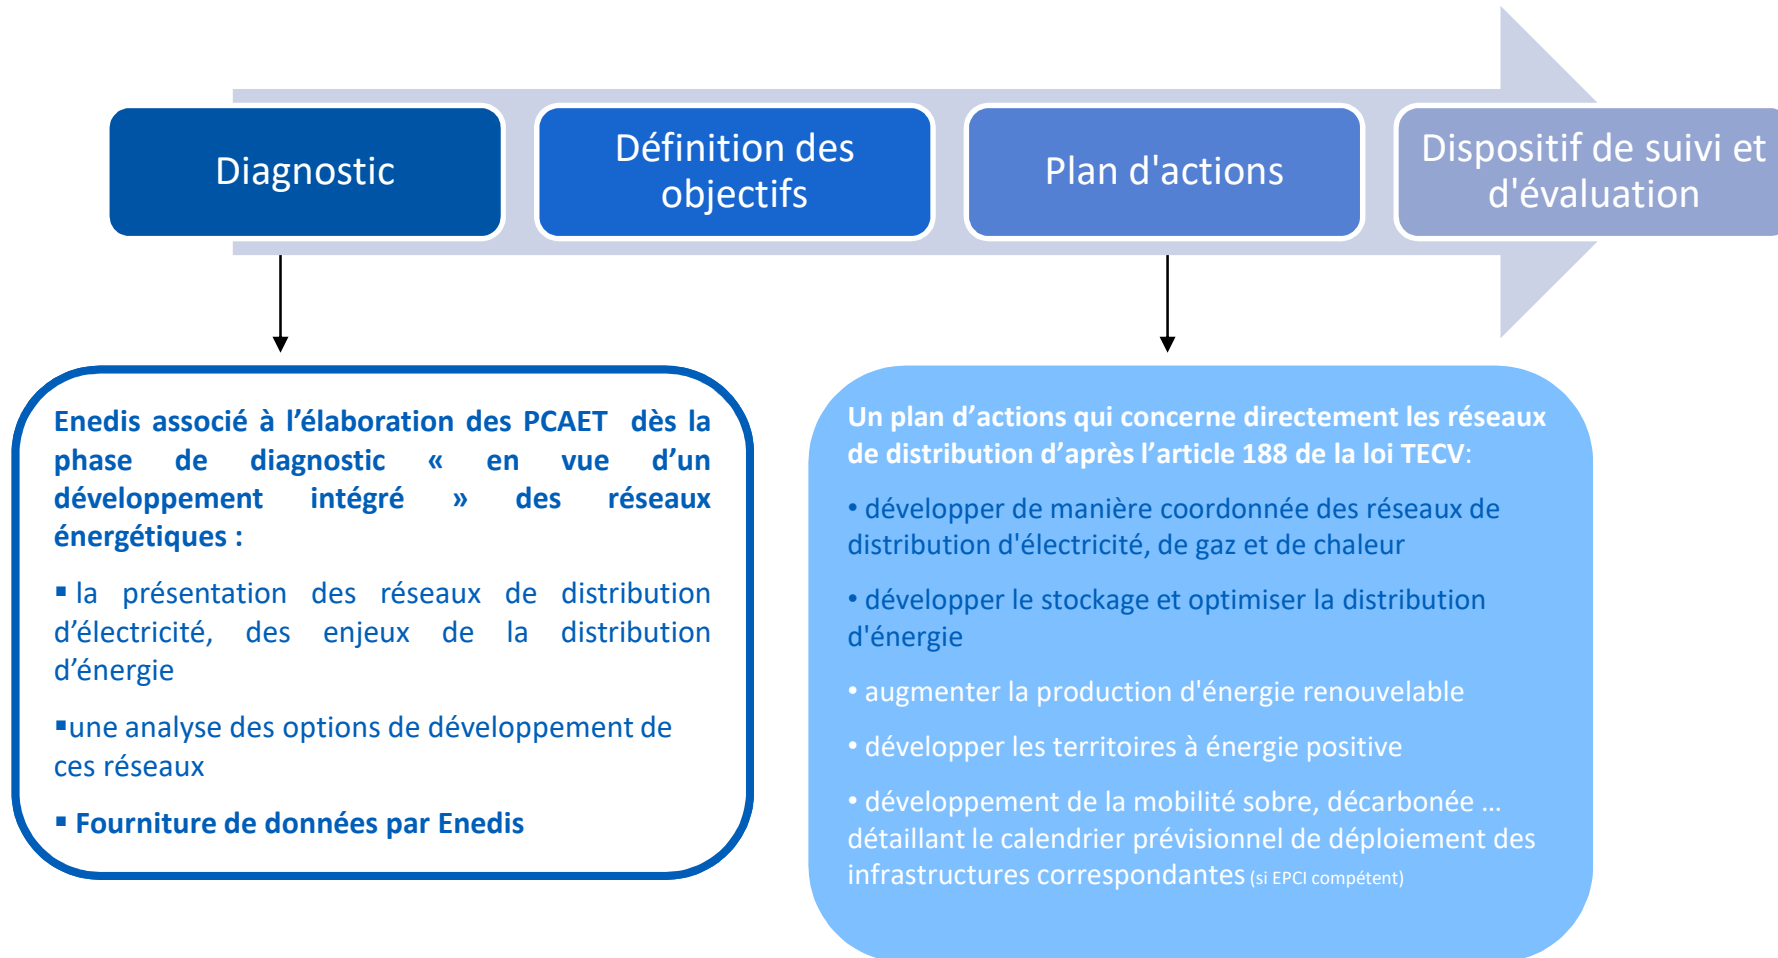 Diagnostic
Définition des
objectifs
Plan d'actions
Dispositif de suivi et
d'évaluation
Enedis associé à l’élaboration des PCAET dès la
phase de diagnostic « en vue d’un
développement intégré » des réseaux
énergétiques :
▪ la présentation des réseaux de distribution
d’électricité, des enjeux de la distribution
d’énergie
▪une analyse des options de développement de
ces réseaux
▪ Fourniture de données par Enedis
Un plan d’actions qui concerne directement les réseaux
de distribution d’après l’article 188 de la loi TECV:
• développer de manière coordonnée des réseaux de
distribution d'électricité, de gaz et de chaleur
• développer le stockage et optimiser la distribution
d'énergie
• augmenter la production d'énergie renouvelable
• développer les territoires à énergie positive
• développement de la mobilité sobre, décarbonée …
détaillant le calendrier prévisionnel de déploiement des
infrastructures correspondantes (si EPCI compétent)